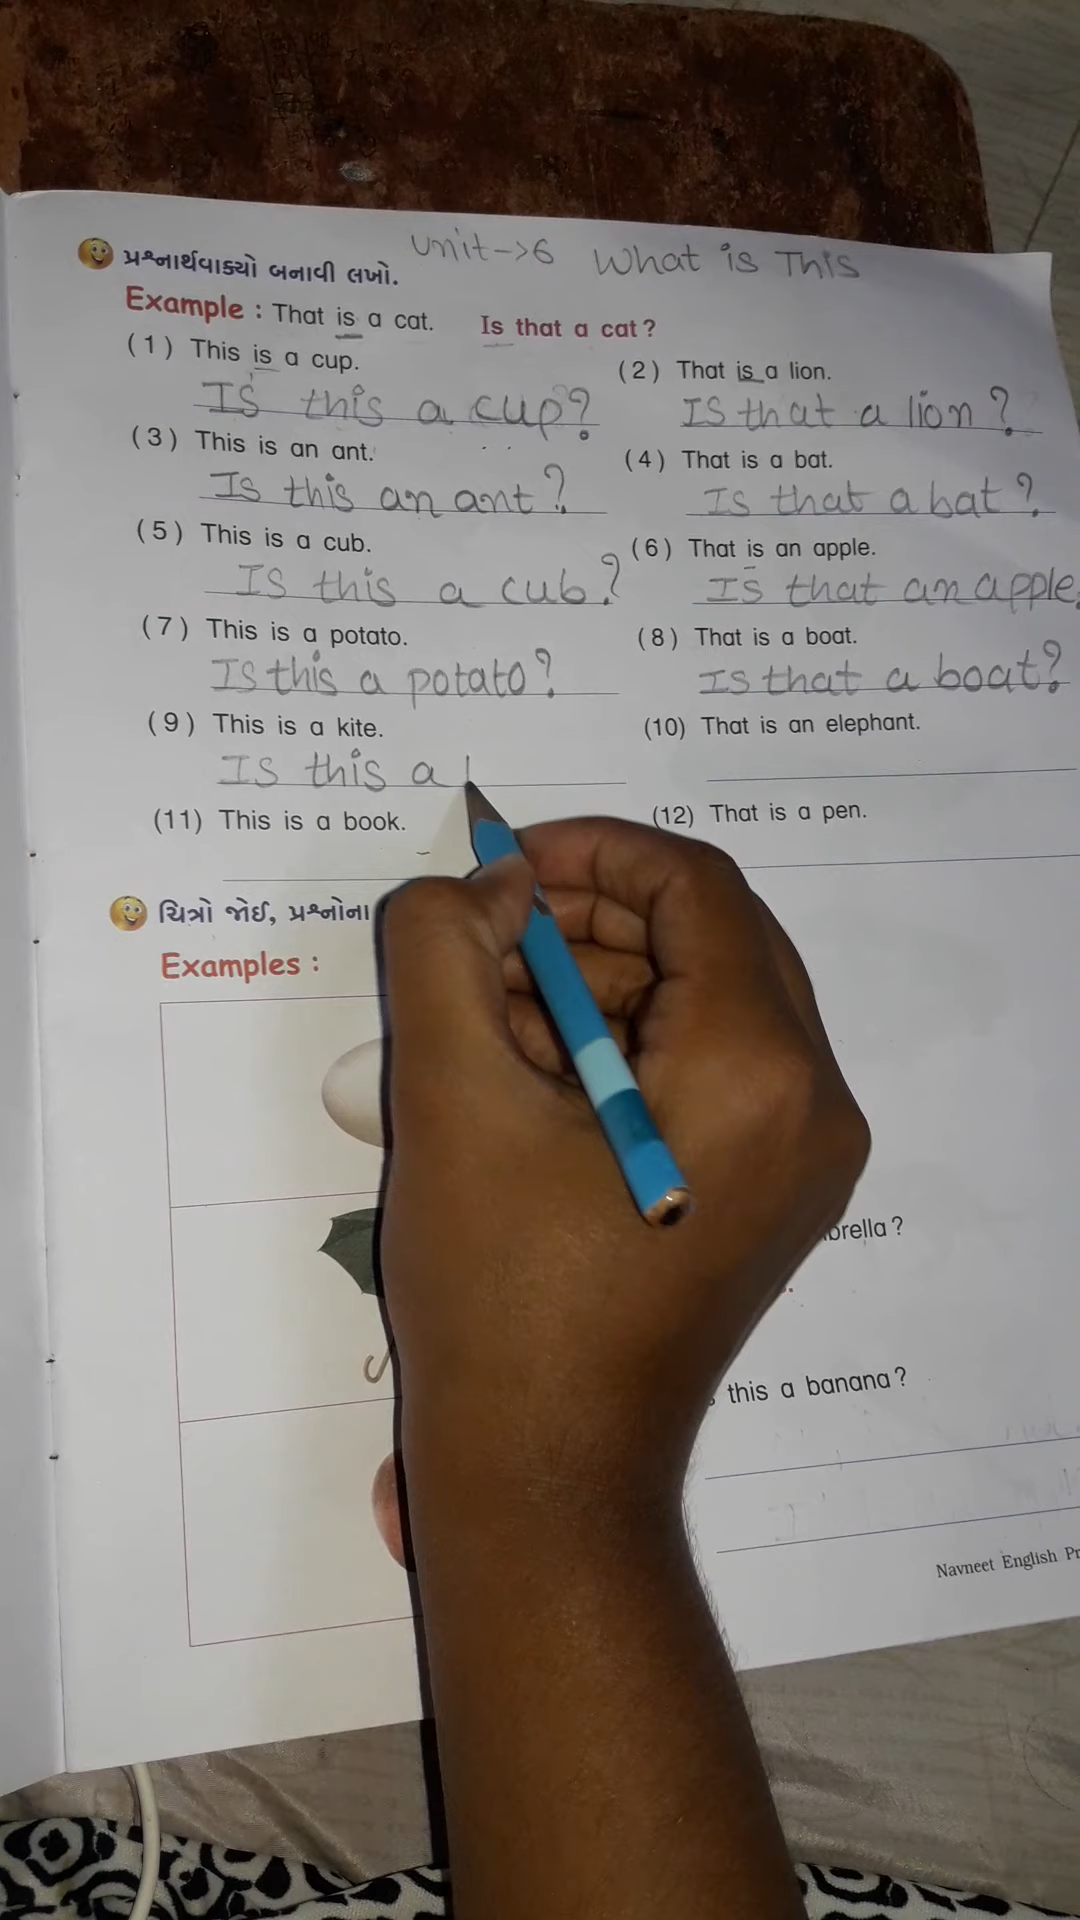 unit->6 What is This
પ્રશ્નાર્થવાક્યો બનાવી લખો.
Example : That is a cat. Is that a cat?
(1) This is a cup.
(2) That is a lion.
Is this a cup?
Is that a lion?
(3) This is an ant.
(4) That is a bat.
Is this an ant?
Is that a bat?
(5) This is a cub.
(6) That is an apple.
Is this a cub?
Is that an apple
(7) This is a potato.
(8) That is a boat.
Is this a potato?
Is that a boat?
(9) This is a kite.
(10) That is an elephant.
Is this a
(11) This is a book.
(12) That is a pen.
ચિત્રો જોઈ, પ્રશ્નોના
Examples :
brella?
this a banana?
Navneet English Pr